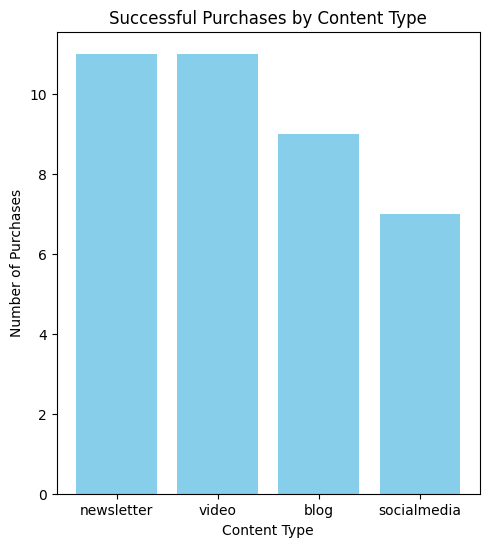 Successful Purchases by Content Type
Number of Purchases
10
8
6
4
2
0
newsletter video blog socialmedia
Content Type